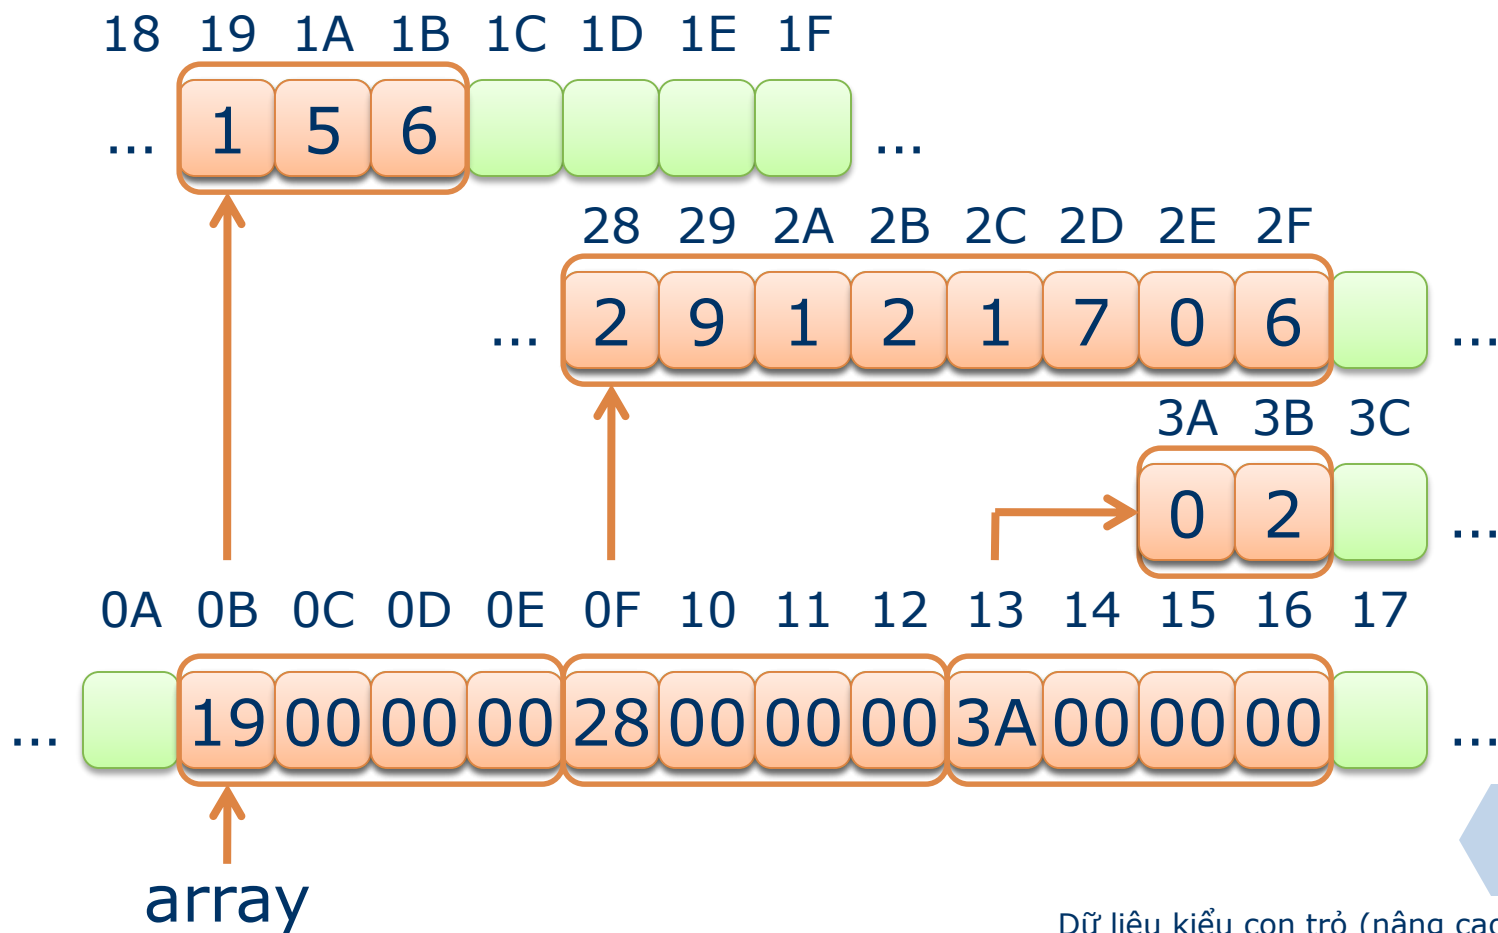 18 19 1A 1B 1C 1D 1E 1F
... 1 5 6 ...
28 29 2A 2B 2C 2D 2E 2F
... 2 9 1 2 1 7 0 6 ...
3A 3B 3C
0 2 ...
0A 0B 0C 0D 0E 0F 10 11 12 13 14 15 16 17
... 19 00 00 00 28 00 00 00 3A 00 00 00 ...
array
Dữ liệu kiểu con trỏ (nâng cao